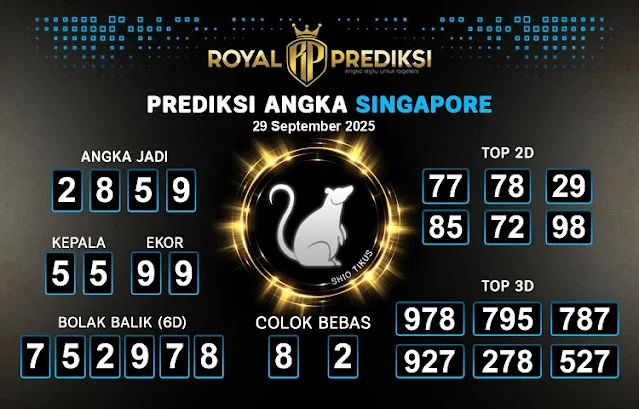 ROYAL RP PREDIKSI
Angka Jagtu untuk Togelers
PREDIKSI ANGKA SINGAPORE
29 September 2025
ANGKA JADI
2 8 5 9
KEPALA EKOR
5 5 9 9
BOLAK BALIK (6D)
7 5 2 9 7 8
SHIO TIKUS
COLOK BEBAS
8 2
TOP 2D
77 78 29
85 72 98
TOP 3D
978 795 787
927 278 527